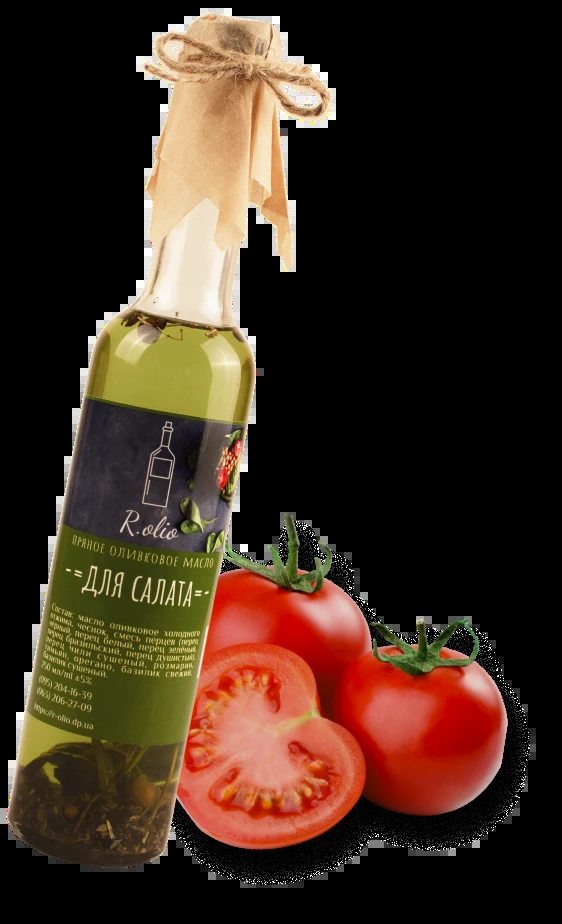 R.olio
ПРЯНОЕ ОЛИВКОВОЕ МАСЛО
-=ДЛЯ САЛАТА=-
Состав: масло оливковое холодного
отжима, чеснок, смесь перцев (перец
черный, перец белый, перец зелёный,
перец бразильский, перец душистый),
перец чили сушеный, розмарин,
тимьян, орегано, базилик свежий,
базилик сушеный.
250 мл/ml ±5%
(095) 204-16-39
(063) 206-27-09
https://r-olio.dp.ua